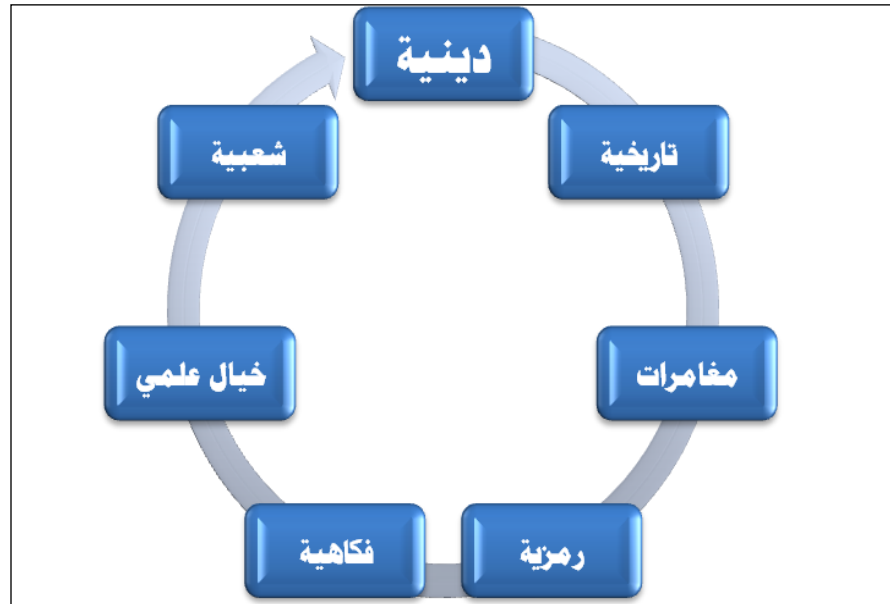 دينية
تاريخية
مغامرات
رمزية
فكاهية
خيال علمي
شعبية